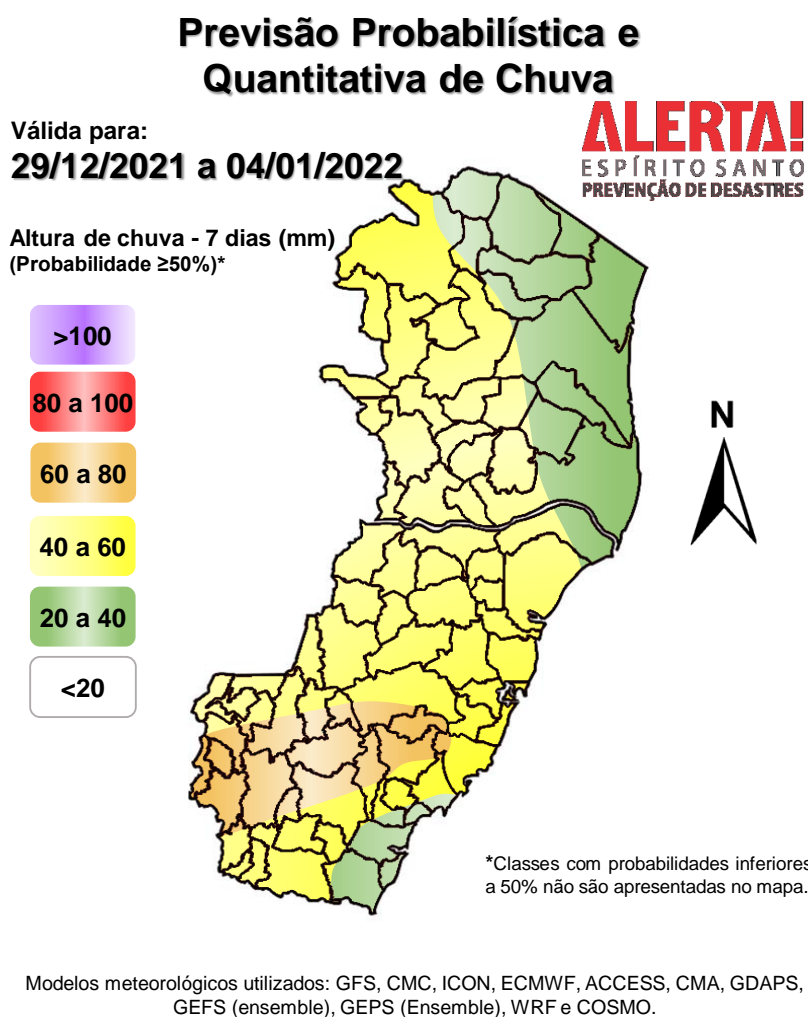 Previsão Probabilística e
Quantitativa de Chuva
Válida para:
29/12/2021 a 04/01/2022
ALERTA!
ESPÍRITO SANTO
PREVENÇÃO DE DESASTRES
Altura de chuva - 7 dias (mm)
(Probabilidade ≥50%)*
>100
80 a 100
60 a 80
40 a 60
20 a 40
<20
N
*Classes com probabilidades inferiores
a 50% não são apresentadas no mapa.
Modelos meteorológicos utilizados: GFS, CMC, ICON, ECMWF, ACCESS, CMA, GDAPS,
GEFS (ensemble), GEPS (Ensemble), WRF e COSMO.